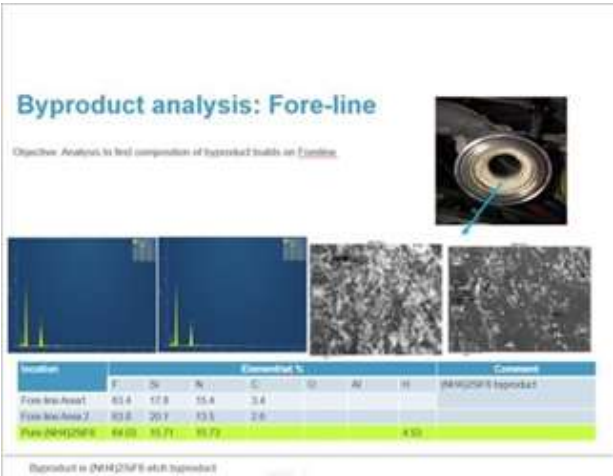 Byproduct analysis: Fore-line
Objective: Analysis to find composition of byproduct builds on Foreline
location Elemental % Comment
F Si N C O Al H (NH4)2SiF6 byproduct
Fore-line Area1 63.4 17.8 15.4 3.4
Fore-line Area 2 63.8 20.1 13.5 2.6
Pure (NH4)2SiF6 64.03 15.71 15.73 4.53
Byproduct is (NH4)2SiF6 etch byproduct